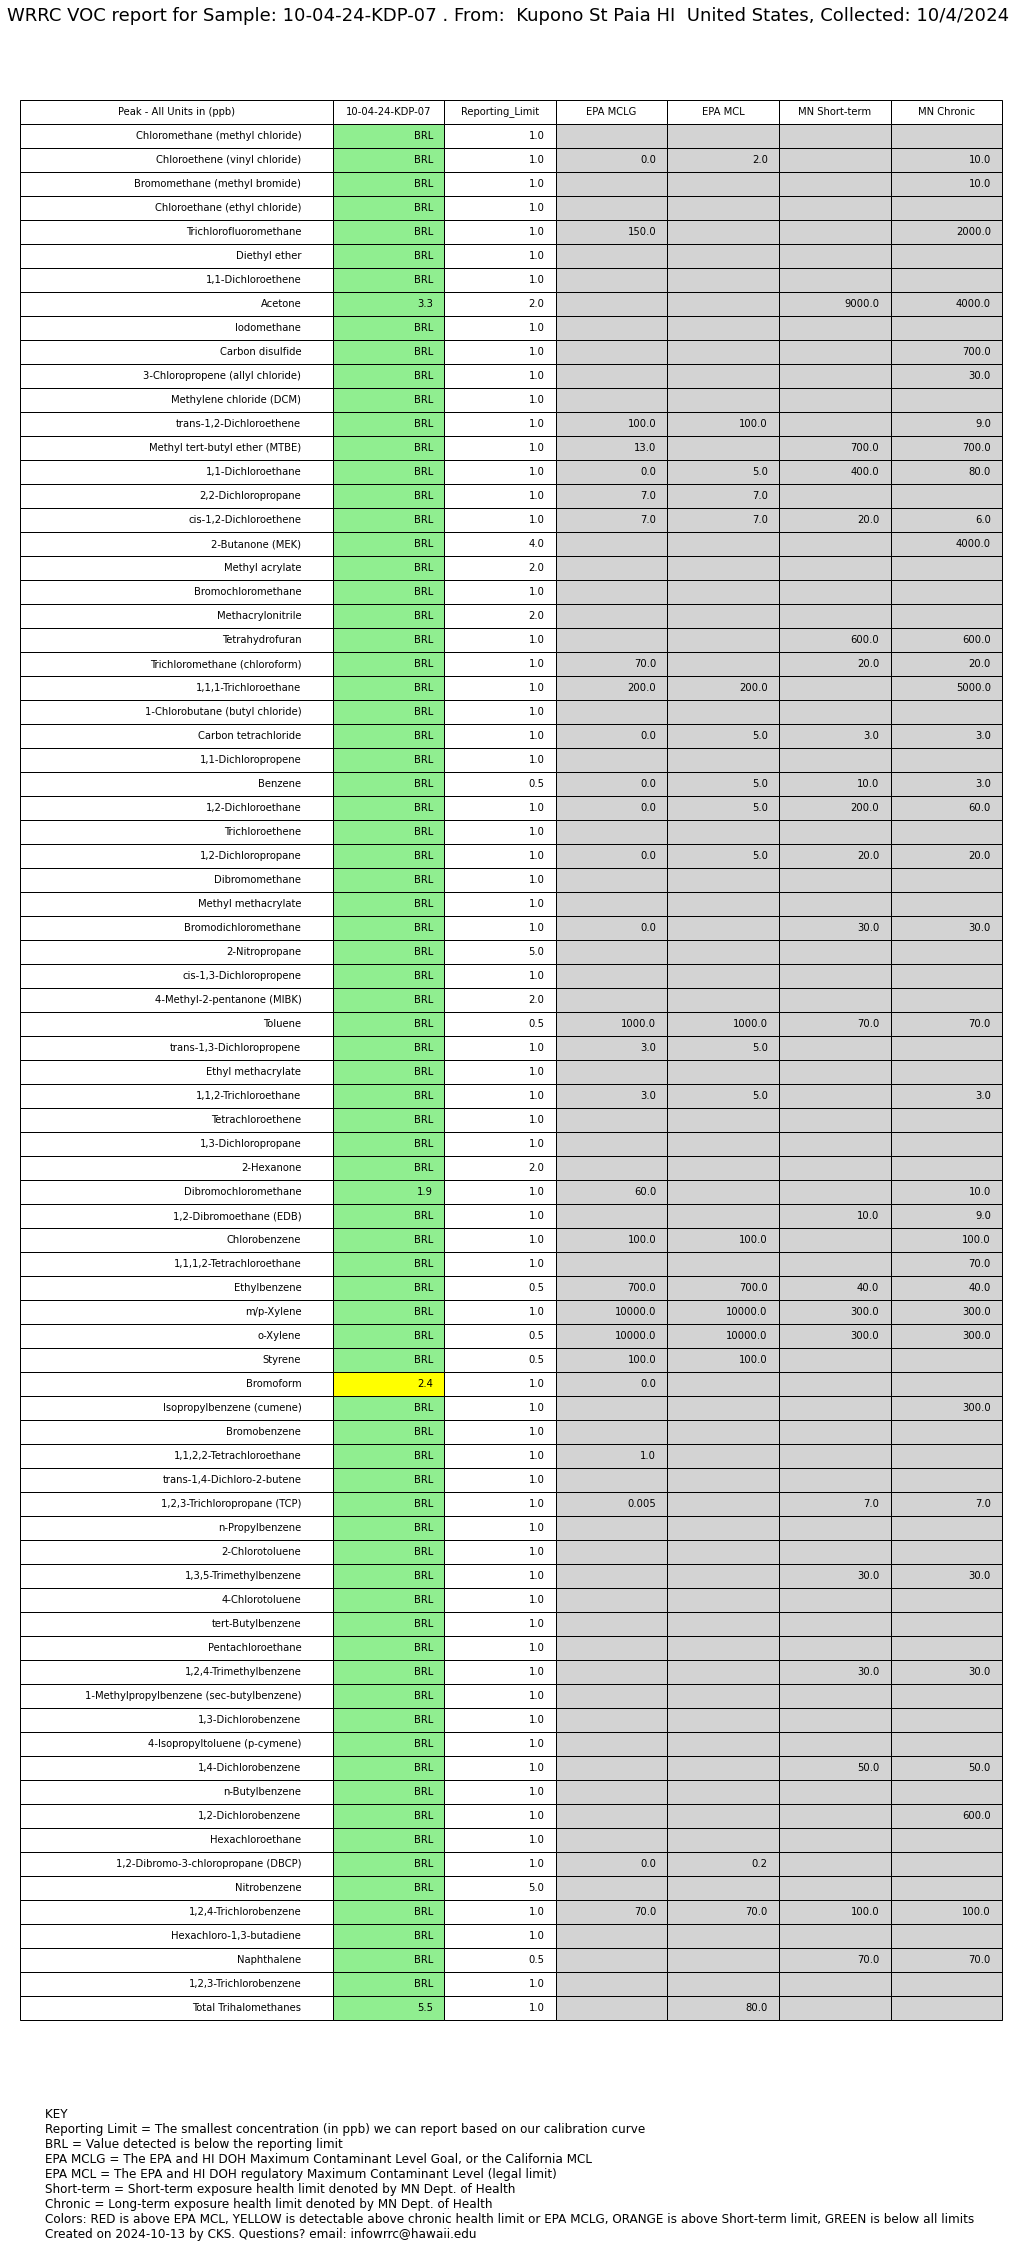 WRRC VOC report for Sample: 10-04-24-KDP-07 . From:  Kupono St Paia HI  United States, Collected: 10/4/2024
Peak - All Units in (ppb) 10-04-24-KDP-07 Reporting_Limit EPA MCLG EPA MCL MN Short-term MN Chronic
Chloromethane (methyl chloride) BRL 1.0
Chloroethene (vinyl chloride) BRL 1.0 0.0 2.0 10.0
Bromomethane (methyl bromide) BRL 1.0 10.0
Chloroethane (ethyl chloride) BRL 1.0
Trichlorofluoromethane BRL 1.0 150.0 2000.0
Diethyl ether BRL 1.0
1,1-Dichloroethene BRL 1.0
Acetone 3.3 2.0 9000.0 4000.0
Iodomethane BRL 1.0
Carbon disulfide BRL 1.0 700.0
3-Chloropropene (allyl chloride) BRL 1.0 30.0
Methylene chloride (DCM) BRL 1.0
trans-1,2-Dichloroethene BRL 1.0 100.0 100.0 9.0
Methyl tert-butyl ether (MTBE) BRL 1.0 13.0 700.0 700.0
1,1-Dichloroethane BRL 1.0 0.0 5.0 400.0 80.0
2,2-Dichloropropane BRL 1.0 7.0 7.0
cis-1,2-Dichloroethene BRL 1.0 7.0 7.0 20.0 6.0
2-Butanone (MEK) BRL 4.0 4000.0
Methyl acrylate BRL 2.0
Bromochloromethane BRL 1.0
Methacrylonitrile BRL 2.0
Tetrahydrofuran BRL 1.0 600.0 600.0
Trichloromethane (chloroform) BRL 1.0 70.0 20.0 20.0
1,1,1-Trichloroethane BRL 1.0 200.0 200.0 5000.0
1-Chlorobutane (butyl chloride) BRL 1.0
Carbon tetrachloride BRL 1.0 0.0 5.0 3.0 3.0
1,1-Dichloropropene BRL 1.0
Benzene BRL 0.5 0.0 5.0 10.0 3.0
1,2-Dichloroethane BRL 1.0 0.0 5.0 200.0 60.0
Trichloroethene BRL 1.0
1,2-Dichloropropane BRL 1.0 0.0 5.0 20.0 20.0
Dibromomethane BRL 1.0
Methyl methacrylate BRL 1.0
Bromodichloromethane BRL 1.0 0.0 30.0 30.0
2-Nitropropane BRL 5.0
cis-1,3-Dichloropropene BRL 1.0
4-Methyl-2-pentanone (MIBK) BRL 2.0
Toluene BRL 0.5 1000.0 1000.0 70.0 70.0
trans-1,3-Dichloropropene BRL 1.0 3.0 5.0
Ethyl methacrylate BRL 1.0
1,1,2-Trichloroethane BRL 1.0 3.0 5.0 3.0
Tetrachloroethene BRL 1.0
1,3-Dichloropropane BRL 1.0
2-Hexanone BRL 2.0
Dibromochloromethane 1.9 1.0 60.0 10.0
1,2-Dibromoethane (EDB) BRL 1.0 10.0 9.0
Chlorobenzene BRL 1.0 100.0 100.0 100.0
1,1,1,2-Tetrachloroethane BRL 1.0 70.0
Ethylbenzene BRL 0.5 700.0 700.0 40.0 40.0
m/p-Xylene BRL 1.0 10000.0 10000.0 300.0 300.0
o-Xylene BRL 0.5 10000.0 10000.0 300.0 300.0
Styrene BRL 0.5 100.0 100.0
Bromoform 2.4 1.0 0.0
Isopropylbenzene (cumene) BRL 1.0 300.0
Bromobenzene BRL 1.0
1,1,2,2-Tetrachloroethane BRL 1.0 1.0
trans-1,4-Dichloro-2-butene BRL 1.0
1,2,3-Trichloropropane (TCP) BRL 1.0 0.005 7.0 7.0
n-Propylbenzene BRL 1.0
2-Chlorotoluene BRL 1.0
1,3,5-Trimethylbenzene BRL 1.0 30.0 30.0
4-Chlorotoluene BRL 1.0
tert-Butylbenzene BRL 1.0
Pentachloroethane BRL 1.0
1,2,4-Trimethylbenzene BRL 1.0 30.0 30.0
1-Methylpropylbenzene (sec-butylbenzene) BRL 1.0
1,3-Dichlorobenzene BRL 1.0
4-Isopropyltoluene (p-cymene) BRL 1.0
1,4-Dichlorobenzene BRL 1.0 50.0 50.0
n-Butylbenzene BRL 1.0
1,2-Dichlorobenzene BRL 1.0 600.0
Hexachloroethane BRL 1.0
1,2-Dibromo-3-chloropropane (DBCP) BRL 1.0 0.0 0.2
Nitrobenzene BRL 5.0
1,2,4-Trichlorobenzene BRL 1.0 70.0 70.0 100.0 100.0
Hexachloro-1,3-butadiene BRL 1.0
Naphthalene BRL 0.5 70.0 70.0
1,2,3-Trichlorobenzene BRL 1.0
Total Trihalomethanes 5.5 1.0 80.0
KEY
Reporting Limit = The smallest concentration (in ppb) we can report based on our calibration curve
BRL = Value detected is below the reporting limit
EPA MCLG = The EPA and HI DOH Maximum Contaminant Level Goal, or the California MCL
EPA MCL = The EPA and HI DOH regulatory Maximum Contaminant Level (legal limit)
Short-term = Short-term exposure health limit denoted by MN Dept. of Health
Chronic = Long-term exposure health limit denoted by MN Dept. of Health
Colors: RED is above EPA MCL, YELLOW is detectable above chronic health limit or EPA MCLG, ORANGE is above Short-term limit, GREEN is below all limits
Created on 2024-10-13 by CKS. Questions? email: infowrrc@hawaii.edu